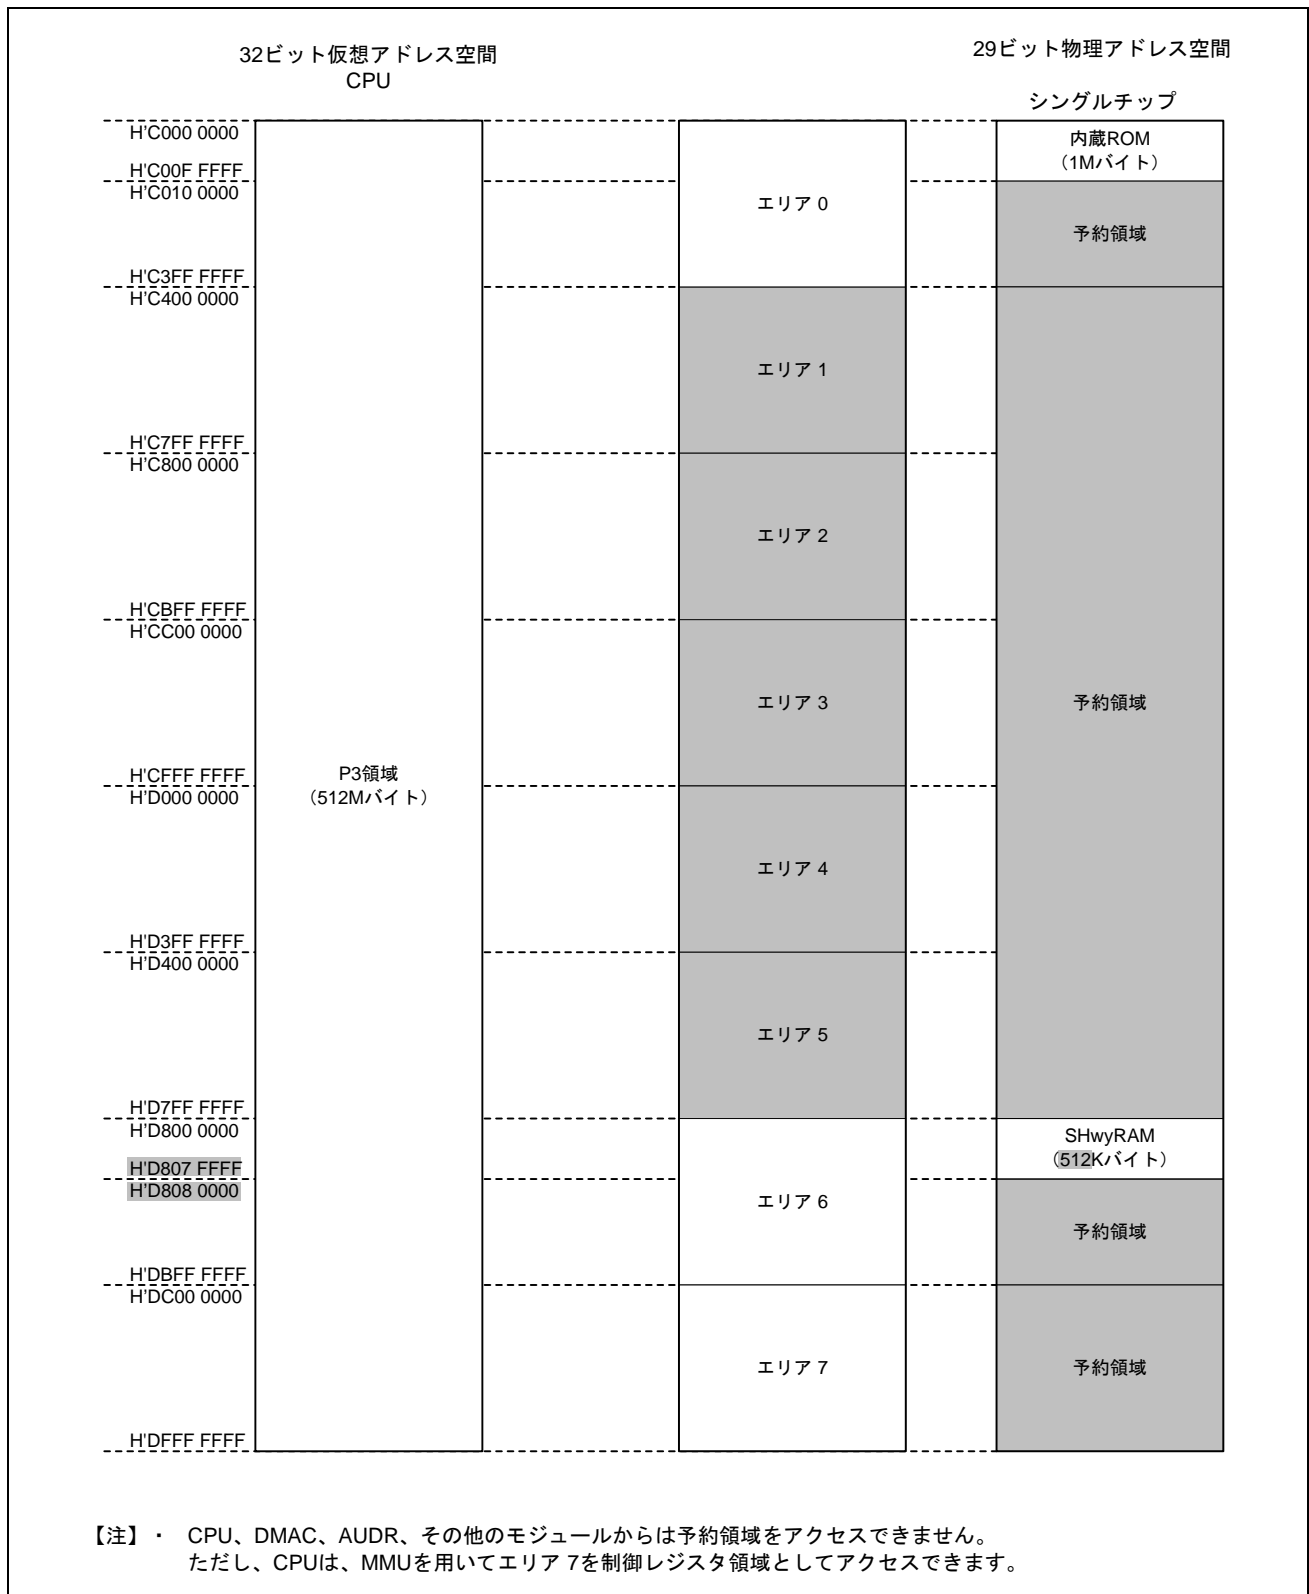 32ビット仮想アドレス空間
CPU
29ビット物理アドレス空間
シングルチップ
H'C000 0000
内蔵ROM
（1Mバイト）
H'C00F FFFF
H'C010 0000
エリア 0
予約領域
H'C3FF FFFF
H'C400 0000
エリア 1
H'C7FF FFFF
H'C800 0000
エリア 2
H'CBFF FFFF
H'CC00 0000
エリア 3
予約領域
H'CFFF FFFF
H'D000 0000
P3領域
（512Mバイト）
エリア 4
H'D3FF FFFF
H'D400 0000
エリア 5
H'D7FF FFFF
H'D800 0000
SHwyRAM
（512Kバイト）
H'D807 FFFF
H'D808 0000
エリア 6
予約領域
H'DBFF FFFF
H'DC00 0000
エリア 7
予約領域
H'DFFF FFFF
【注】・ CPU、DMAC、AUDR、その他のモジュールからは予約領域をアクセスできません。
ただし、CPUは、MMUを用いてエリア 7を制御レジスタ領域としてアクセスできます。